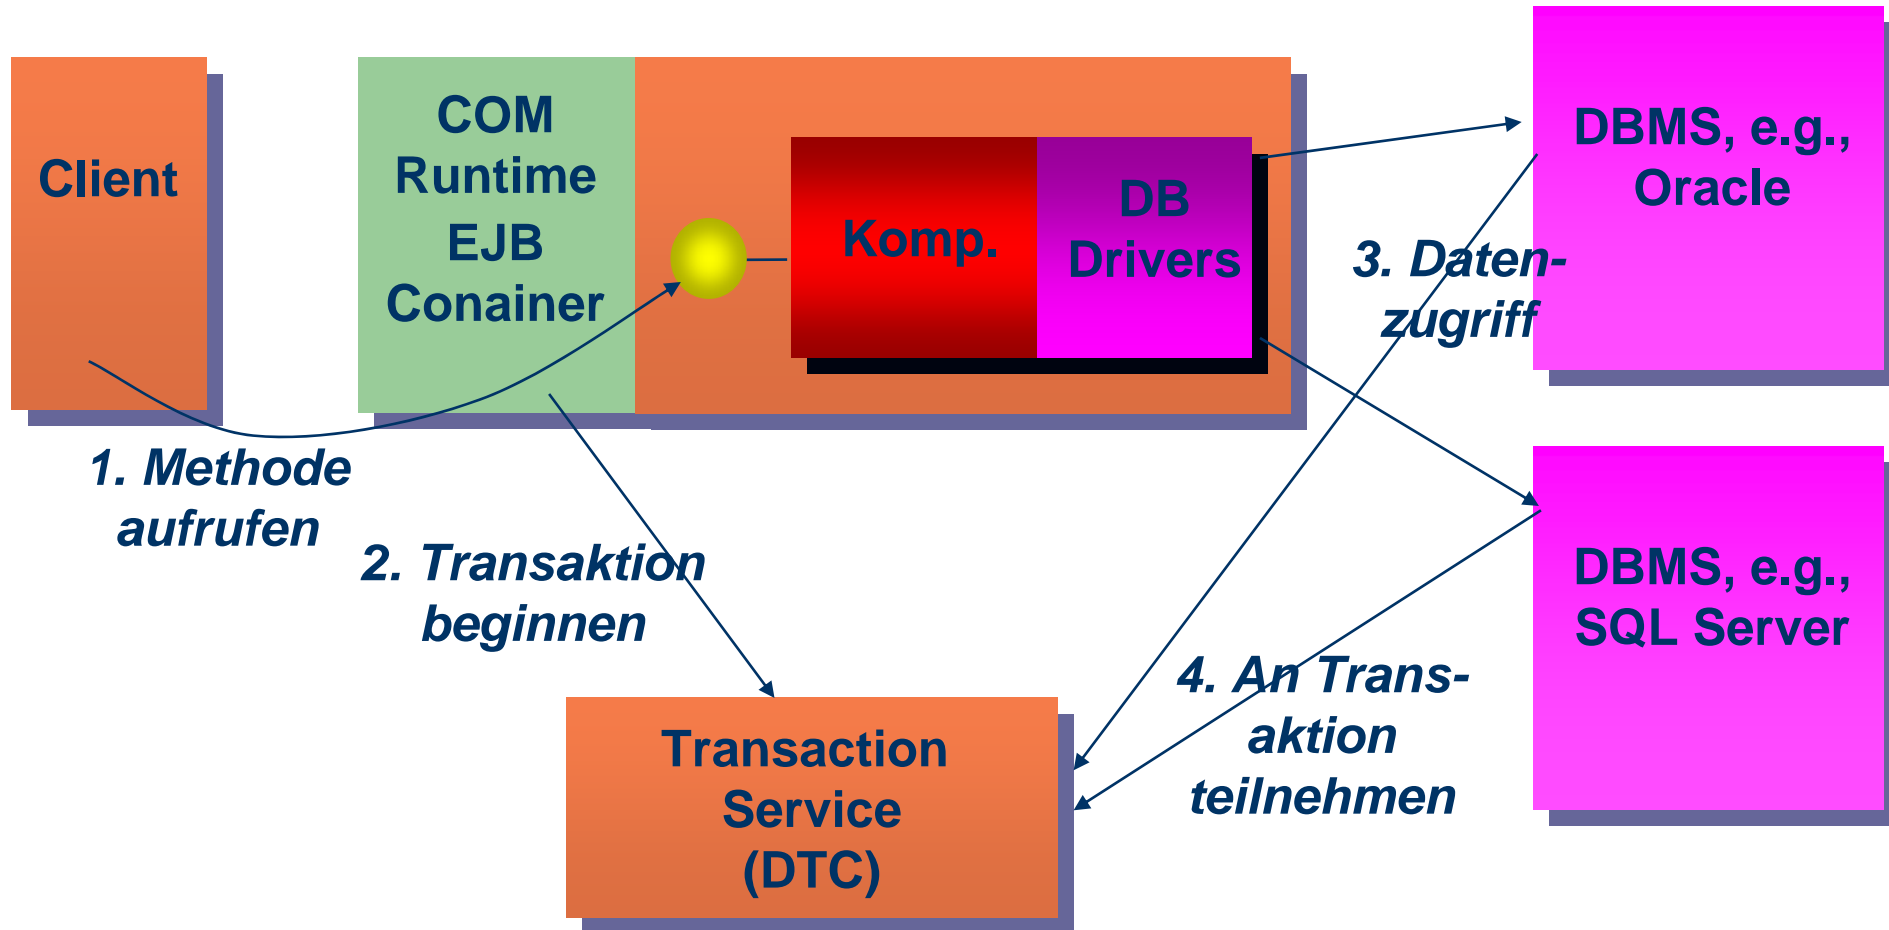 Client
COM
Runtime
EJB
Conainer
Komp.
DB
Drivers
DBMS, e.g.,
Oracle
3. Daten-
zugriff
1. Methode
aufrufen
2. Transaktion
beginnen
DBMS, e.g.,
SQL Server
4. An Trans-
aktion
teilnehmen
Transaction
Service
(DTC)